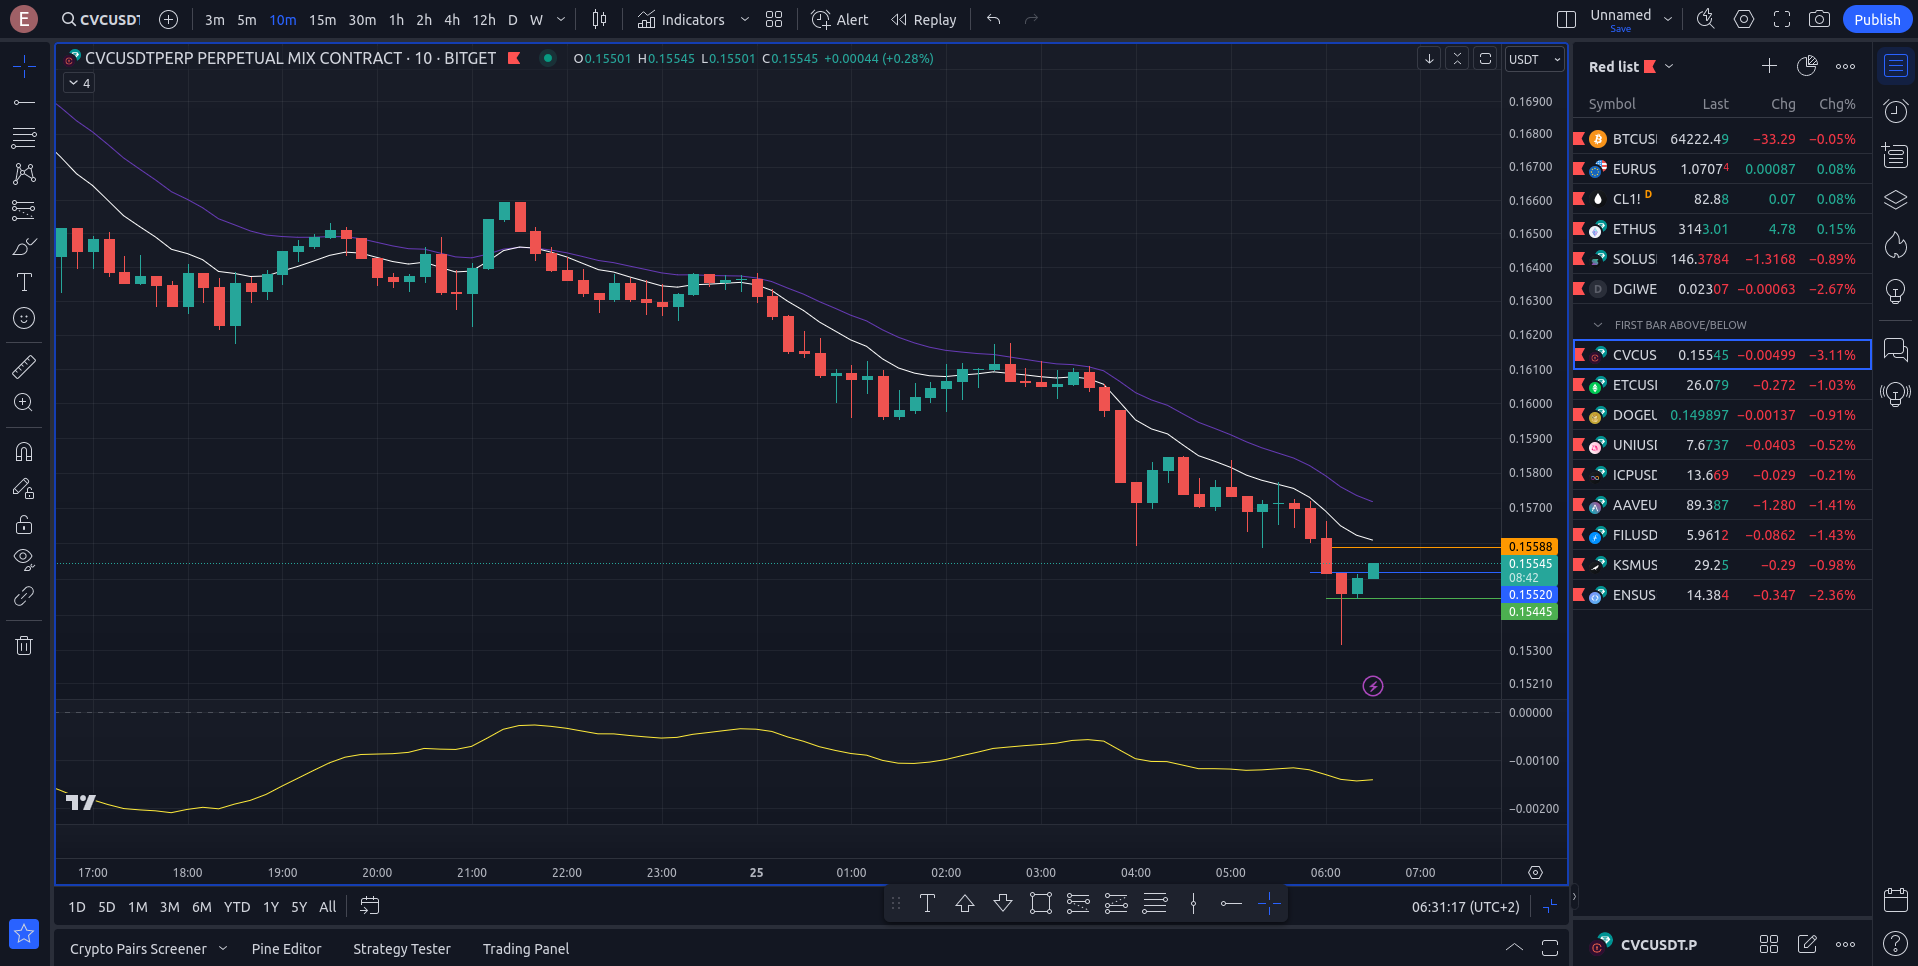 E
CVCUSDT
3m 5m 10m 15m 30m 1h 2h 4h 12h D W
Indicators
Alert
Replay
Unnamed
Save
Publish
CVCUSDTPERP PERPETUAL MIX CONTRACT · 10 · BITGET
O0.15501 H0.15545 L0.15501 C0.15545 +0.00044 (+0.28%)
4
USDT
0.16900
0.16800
0.16700
0.16600
0.16500
0.16400
0.16300
0.16200
0.16100
0.16000
0.15900
0.15800
0.15700
0.15588
0.15545
08:42
0.15520
0.15445
0.15300
0.15210
0.00000
−0.00100
−0.00200
17:00 18:00 19:00 20:00 21:00 22:00 23:00 25 01:00 02:00 03:00 04:00 05:00 06:00 07:00
1D 5D 1M 3M 6M YTD 1Y 5Y All
06:31:17 (UTC+2)
Crypto Pairs Screener Pine Editor Strategy Tester Trading Panel
Red list
Symbol Last Chg Chg%
BTCUSI 64222.49 −33.29 −0.05%
EURUS 1.07074 0.00087 0.08%
CL1! D 82.88 0.07 0.08%
ETHUS 3143.01 4.78 0.15%
SOLUSI 146.3784 −1.3168 −0.89%
D DGIWE 0.02307 −0.00063 −2.67%
FIRST BAR ABOVE/BELOW
CVCUS 0.15545 −0.00499 −3.11%
ETCUSI 26.079 −0.272 −1.03%
DOGEU 0.149897 −0.00137 −0.91%
UNIUSI 7.6737 −0.0403 −0.52%
ICPUSD 13.669 −0.029 −0.21%
AAVEU 89.387 −1.280 −1.41%
FILUSD 5.9612 −0.0862 −1.43%
KSMUS 29.25 −0.29 −0.98%
ENSUS 14.384 −0.347 −2.36%
CVCUSDT.P